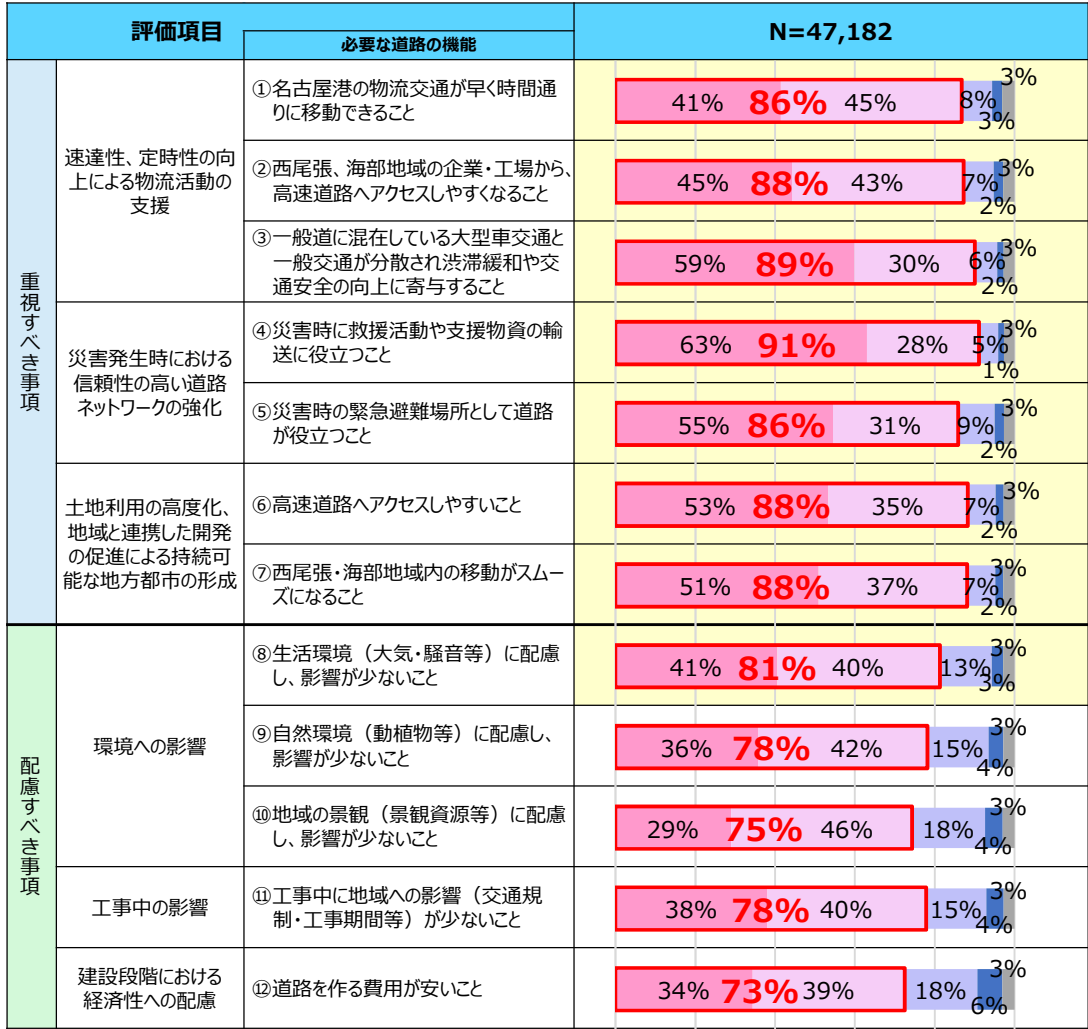 評価項目
必要な道路の機能
N=47,182
重視すべき事項
速達性、定時性の向
上による物流活動の
支援
①名古屋港の物流交通が早く時間通
りに移動できること
41% 86% 45% 8% 3% 3%
②西尾張、海部地域の企業・工場から、
高速道路へアクセスしやすくなること
45% 88% 43% 7% 2% 3%
③一般道に混在している大型車交通と
一般交通が分散され渋滞緩和や交
通安全の向上に寄与すること
59% 89% 30% 6% 2% 3%
災害発生時における
信頼性の高い道路
ネットワークの強化
④災害時に救援活動や支援物資の輸
送に役立つこと
63% 91% 28% 5% 1% 3%
⑤災害時の緊急避難場所として道路
が役立つこと
55% 86% 31% 9% 2% 3%
土地利用の高度化、
地域と連携した開発
の促進による持続可
能な地方都市の形成
⑥高速道路へアクセスしやすいこと
53% 88% 35% 7% 2% 3%
⑦西尾張・海部地域内の移動がスムー
ズになること
51% 88% 37% 7% 2% 3%
配慮すべき事項
環境への影響
⑧生活環境（大気・騒音等）に配慮
し、影響が少ないこと
41% 81% 40% 13% 3% 3%
⑨自然環境（動植物等）に配慮し、
影響が少ないこと
36% 78% 42% 15% 4% 3%
⑩地域の景観（景観資源等）に配慮
し、影響が少ないこと
29% 75% 46% 18% 4% 3%
工事中の影響
⑪工事中に地域への影響（交通規
制・工事期間等）が少ないこと
38% 78% 40% 15% 4% 3%
建設段階における
経済性への配慮
⑫道路を作る費用が安いこと
34% 73% 39% 18% 6% 3%